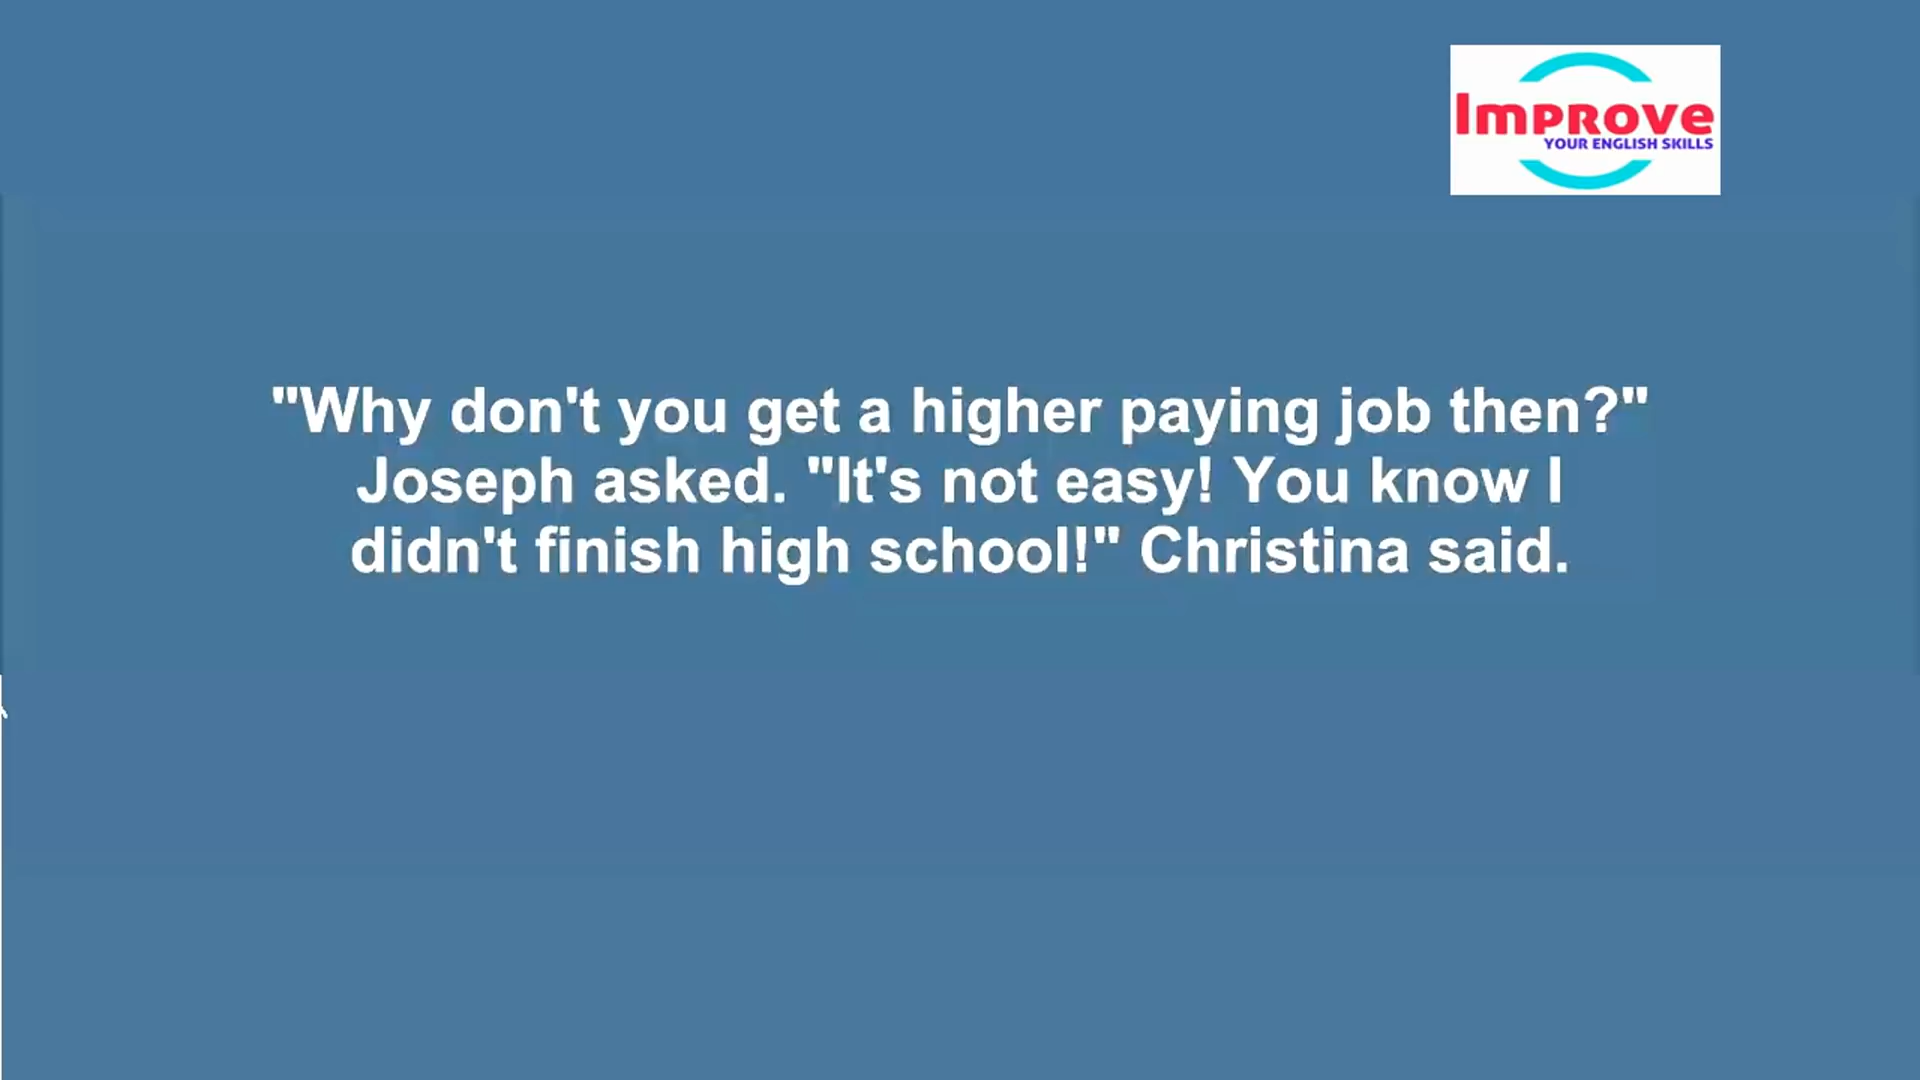 Improve
YOUR ENGLISH SKILLS
"Why don't you get a higher paying job then?"
Joseph asked. "It's not easy! You know I
didn't finish high school!" Christina said.